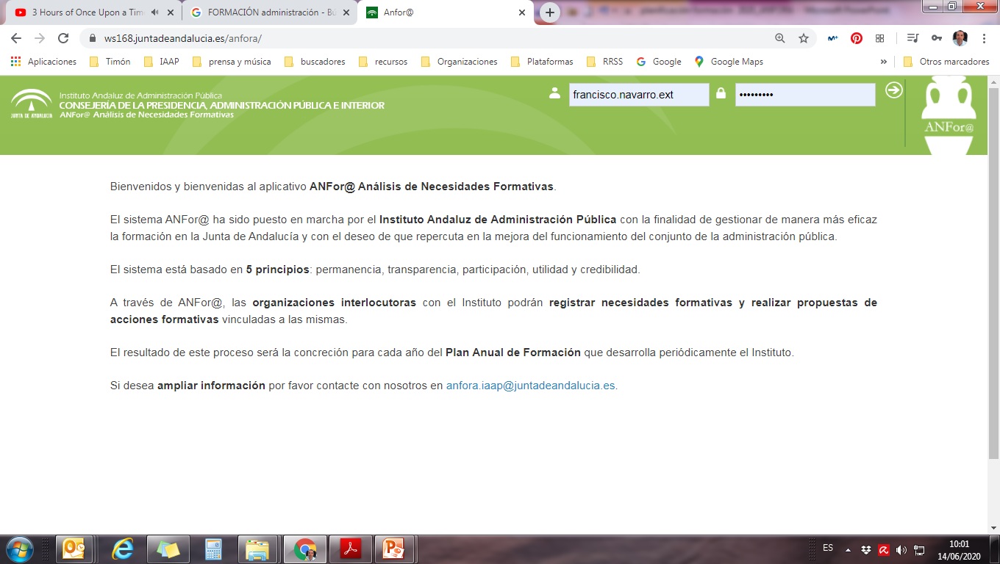 3 Hours of Once Upon a Tim
FORMACIÓN administración - Bú
Anfor@
ws168.juntadeandalucia.es/anfora/
Aplicaciones Timón IAAP prensa y música buscadores recursos Organizaciones Plataformas RRSS Google Google Maps » Otros marcadores
JUNTA DE ANDALUCIA
Instituto Andaluz de Administración Pública
CONSEJERÍA DE LA PRESIDENCIA, ADMINISTRACIÓN PÚBLICA E INTERIOR
ANFor@ Análisis de Necesidades Formativas
francisco.navarro.ext
•••••••••
ANFor@
Bienvenidos y bienvenidas al aplicativo ANFor@ Análisis de Necesidades Formativas.
El sistema ANFor@ ha sido puesto en marcha por el Instituto Andaluz de Administración Pública con la finalidad de gestionar de manera más eficaz
la formación en la Junta de Andalucía y con el deseo de que repercuta en la mejora del funcionamiento del conjunto de la administración pública.
El sistema está basado en 5 principios: permanencia, transparencia, participación, utilidad y credibilidad.
A través de ANFor@, las organizaciones interlocutoras con el Instituto podrán registrar necesidades formativas y realizar propuestas de
acciones formativas vinculadas a las mismas.
El resultado de este proceso será la concreción para cada año del Plan Anual de Formación que desarrolla periódicamente el Instituto.
Si desea ampliar información por favor contacte con nosotros en anfora.iaap@juntadeandalucia.es.
ES
10:01
14/06/2020